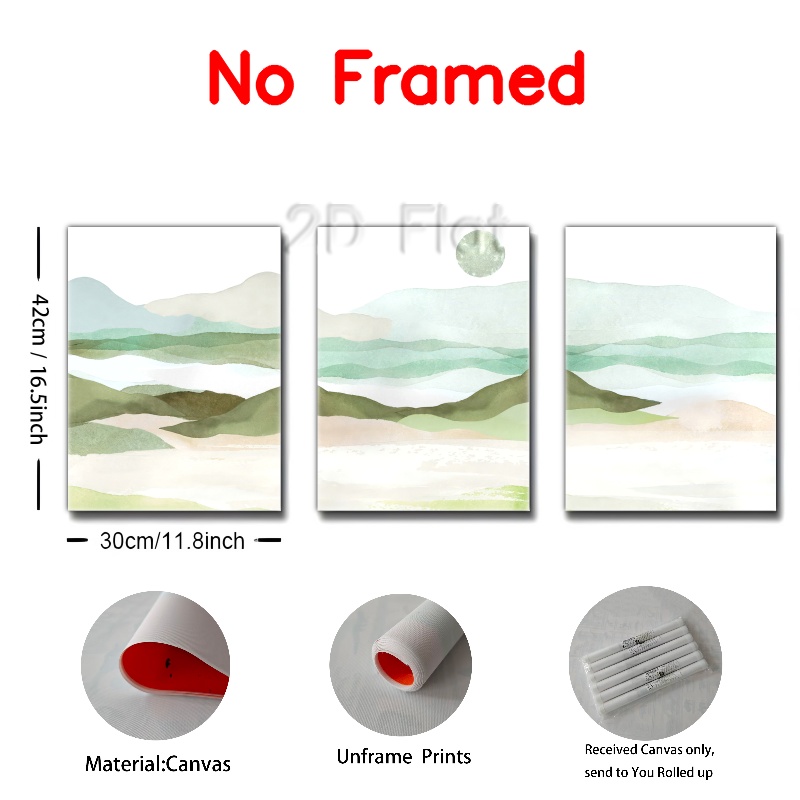 No Framed
2D Flat
42cm / 16.5inch
30cm/11.8inch
Material:Canvas
Unframe Prints
Received Canvas only,
send to You Rolled up